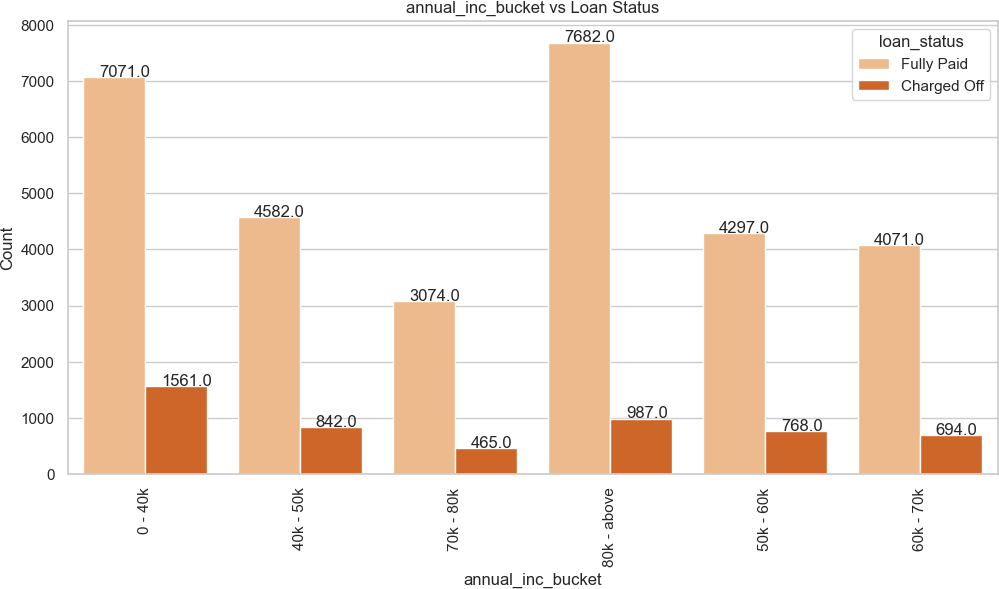 annual_inc_bucket vs Loan Status
loan_status
Fully Paid
Charged Off
Count
8000
7000
6000
5000
4000
3000
2000
1000
0
7071.0
1561.0
4582.0
842.0
3074.0
465.0
7682.0
987.0
4297.0
768.0
4071.0
694.0
0 - 40k
40k - 50k
70k - 80k
80k - above
50k - 60k
60k - 70k
annual_inc_bucket